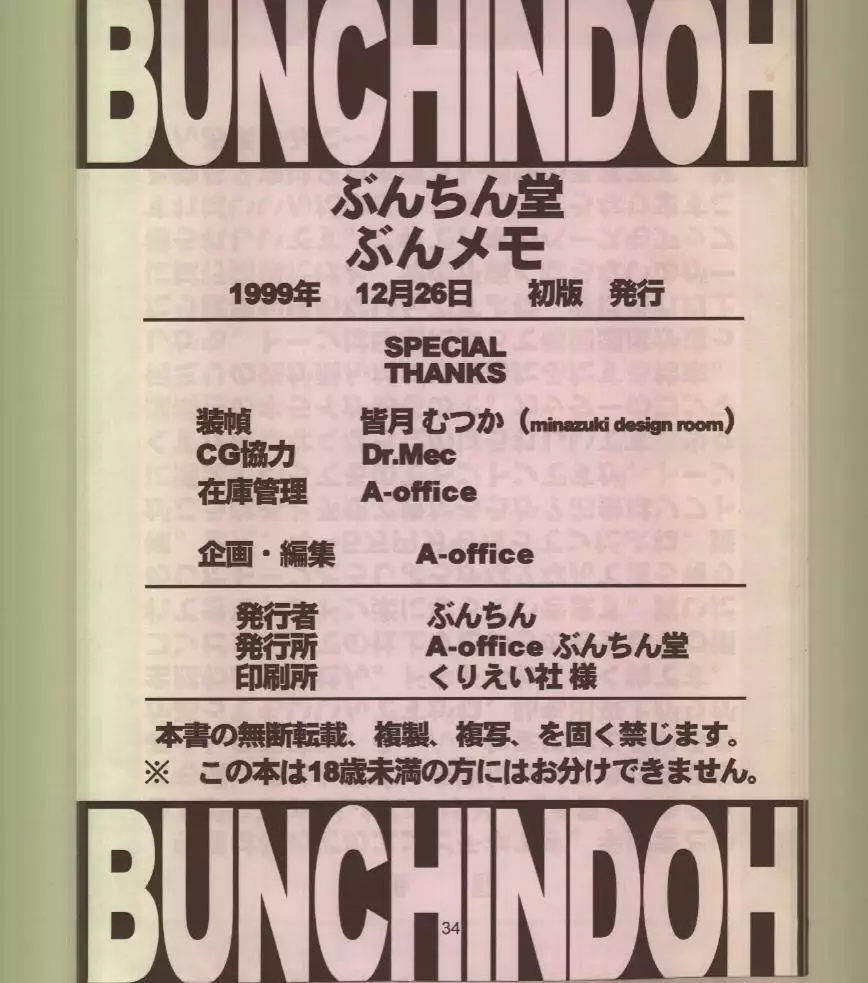 BUNCHINDOH
ぶんちん堂
ぶんメモ
1999年 12月26日 初版 発行
SPECIAL
THANKS
装幀 皆月 むつか（minazuki design room）
CG協力 Dr.Mec
在庫管理 A-office
企画・編集 A-office
発行者 ぶんちん
発行所 A-office ぶんちん堂
印刷所 くりえい社 様
本書の無断転載、複製、複写、を固く禁じます。
※ この本は18歳未満の方にはお分けできません。
BUNCHINDOH
34